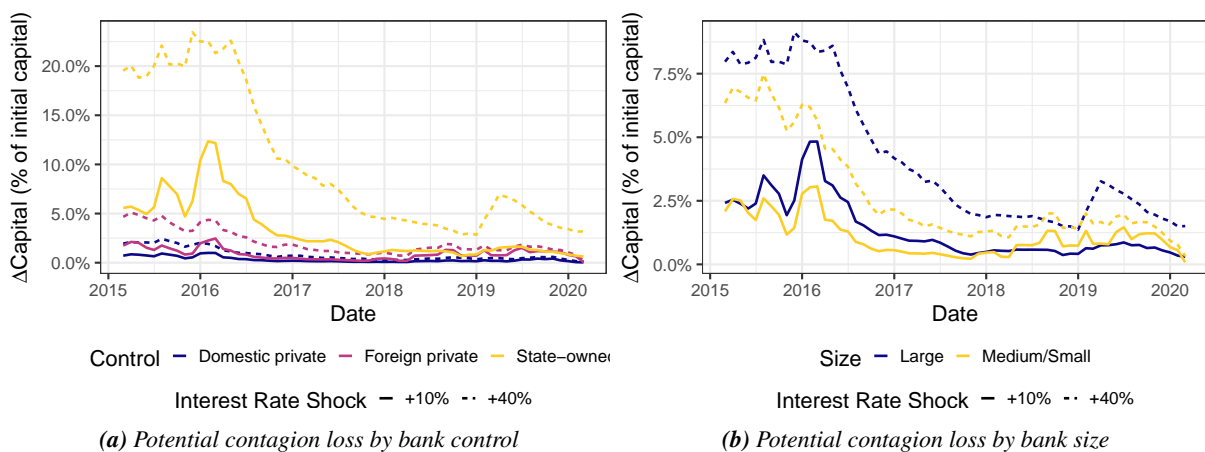 ΔCapital (% of initial capital)
20.0%
15.0%
10.0%
5.0%
0.0%
2015 2016 2017 2018 2019 2020
Date
Control Domestic private Foreign private State−owned
Interest Rate Shock +10% +40%
(a) Potential contagion loss by bank control
ΔCapital (% of initial capital)
7.5%
5.0%
2.5%
0.0%
2015 2016 2017 2018 2019 2020
Date
Size Large Medium/Small
Interest Rate Shock +10% +40%
(b) Potential contagion loss by bank size